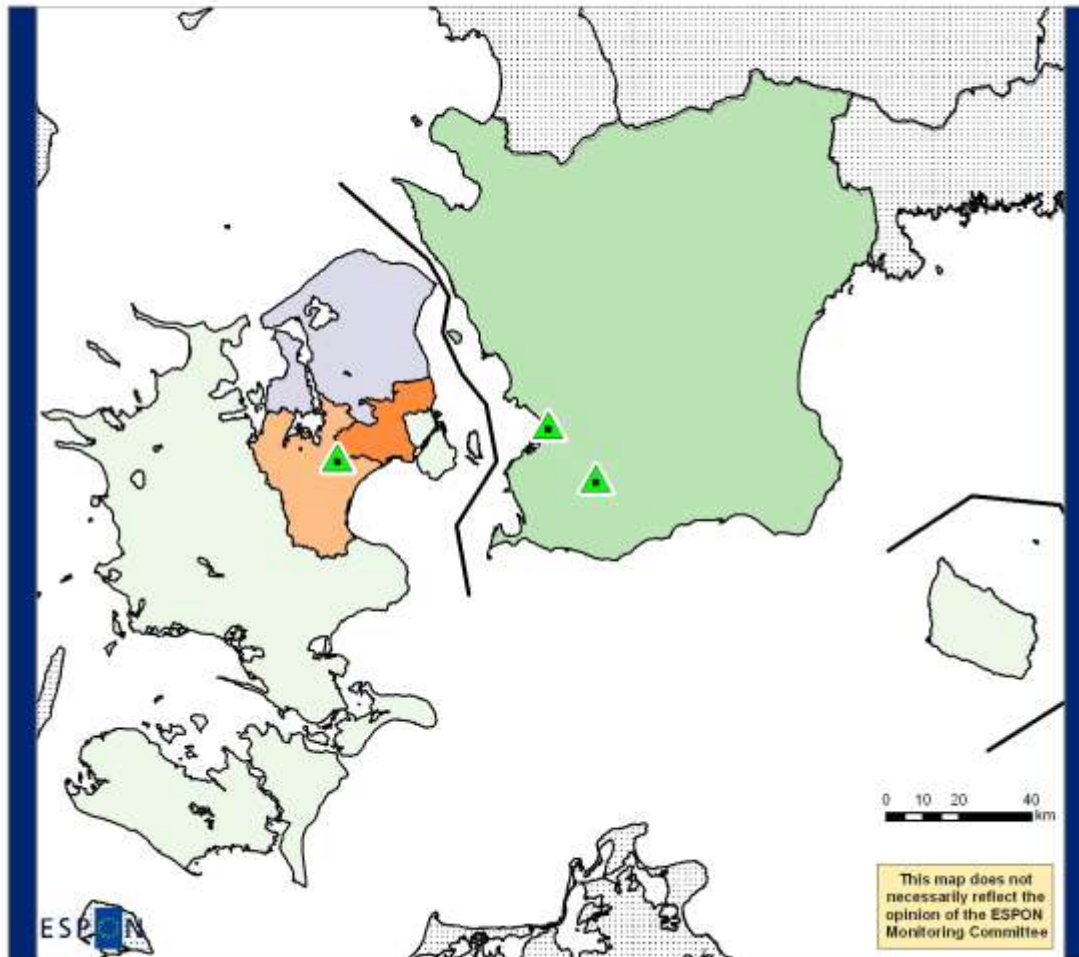 0 10 20 40
km
This map does not
necessarily reflect the
opinion of the ESPON
Monitoring Committee
ESPON